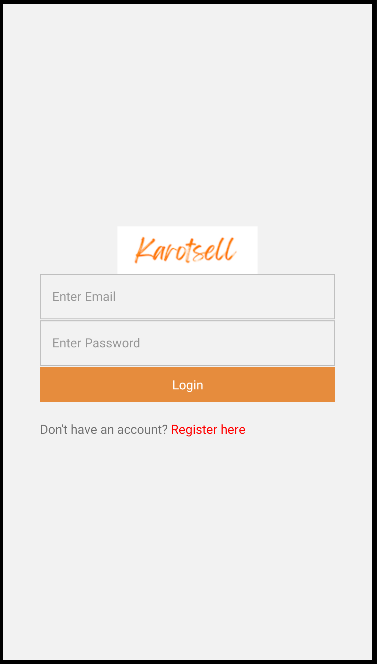 Karotsell
Enter Email
Enter Password
Login
Don't have an account? Register here